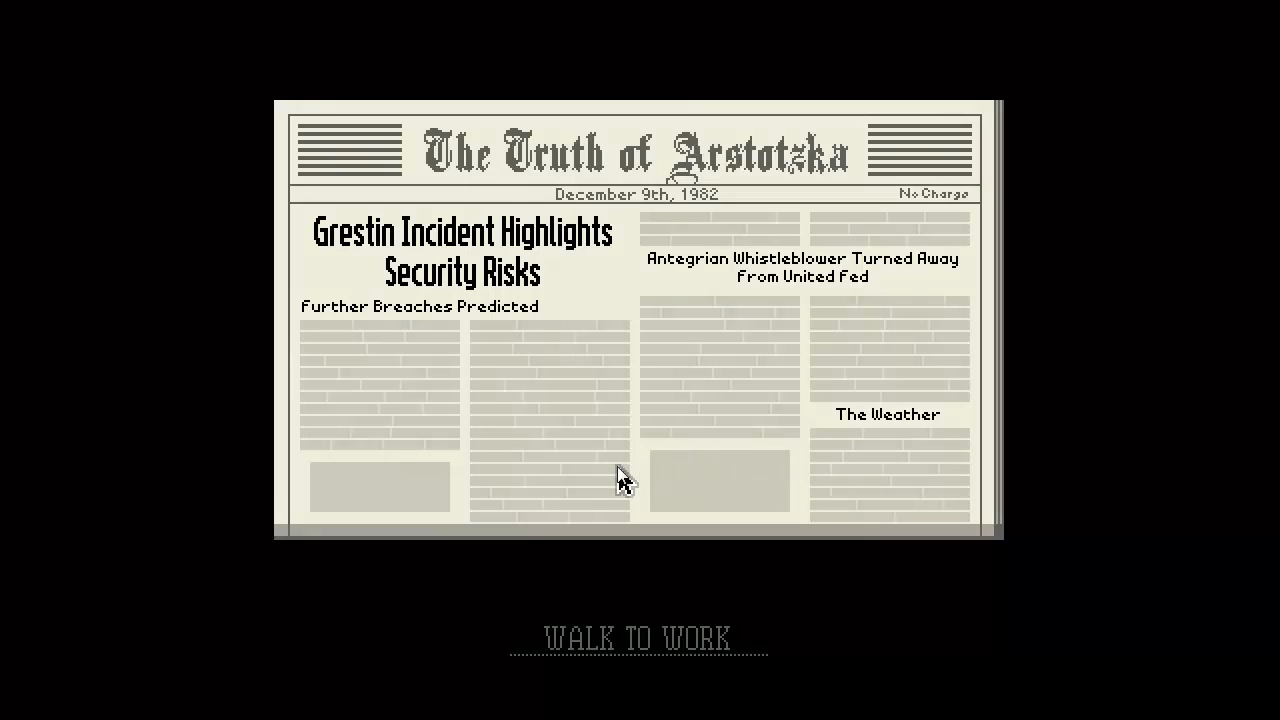 The Truth of Arstotzka
December 9th, 1982
No Charge
Grestin Incident Highlights
Security Risks
Further Breaches Predicted
Antegrian Whistleblower Turned Away
From United Fed
The Weather
WALK TO WORK